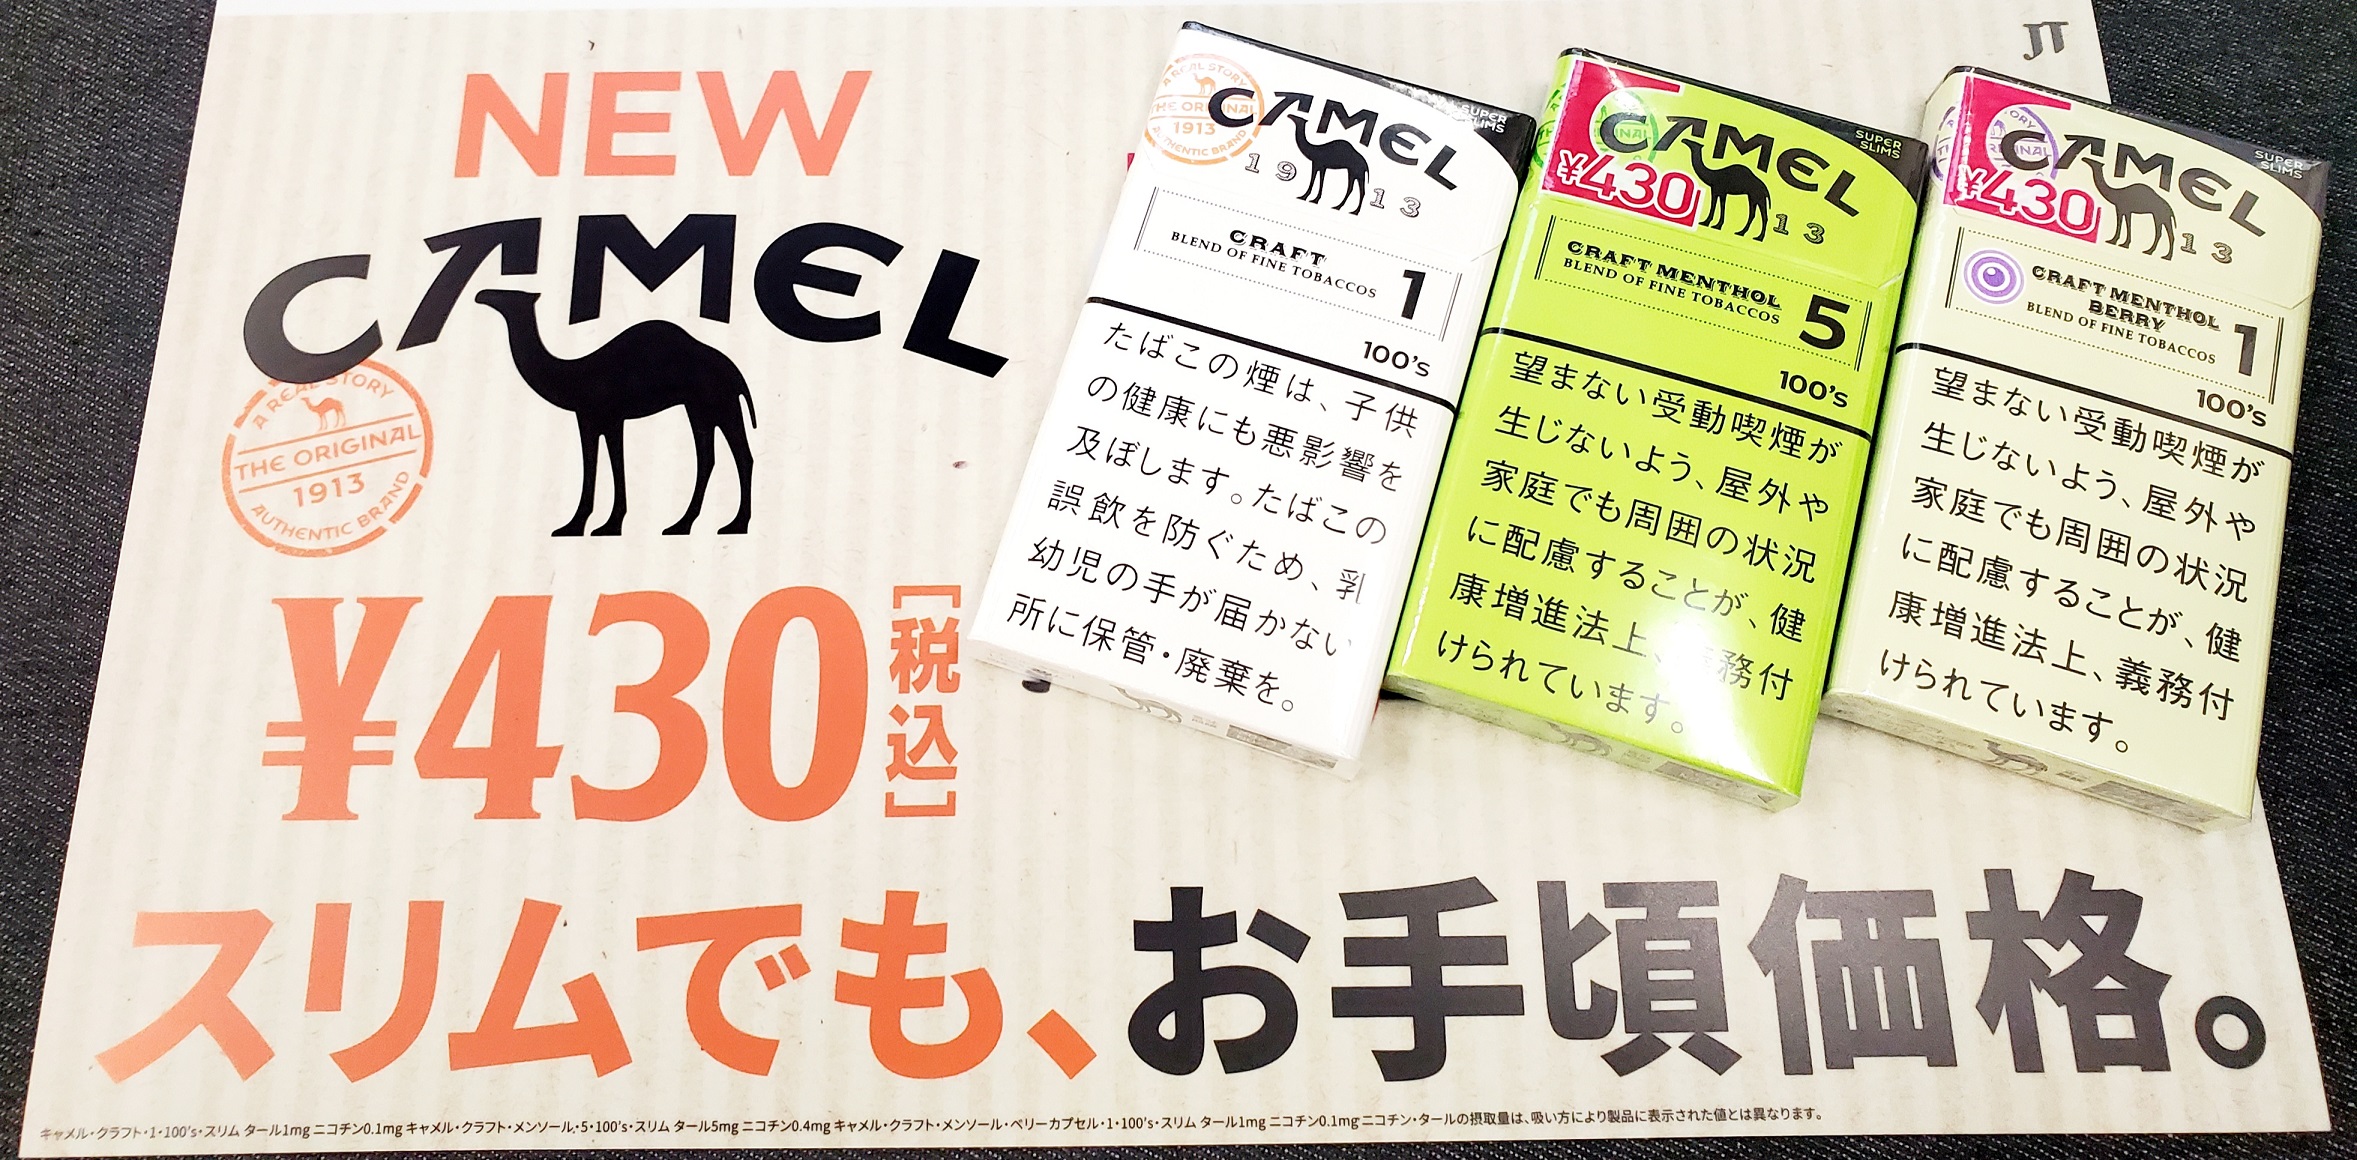 JT
NEW
CAMEL
A REAL STORY
THE ORIGINAL
1913
AUTHENTIC BRAND
¥430
[税込]
スリムでも、お手頃価格。
キャメル・クラフト・1・100's・スリム タール1mg ニコチン0.1mg キャメル・クラフト・メンソール・5・100's・スリム タール5mg ニコチン0.4mg キャメル・クラフト・メンソール・ベリーカプセル・1・100's・スリム タール1mg ニコチン0.1mg ニコチン・タールの摂取量は、吸い方により製品に表示された値とは異なります。
A REAL STORY
THE ORIGINAL
1913
AUTHENTIC BRAND
CAMEL
SUPER
SLIMS
1913
CRAFT
BLEND OF FINE TOBACCOS
1
100's
たばこの煙は、子供
の健康にも悪影響を
及ぼします。たばこの
誤飲を防ぐため、乳
幼児の手が届かない
所に保管・廃棄を。
CAMEL
SUPER
SLIMS
¥430
13
CRAFT MENTHOL
BLEND OF FINE TOBACCOS
5
100's
望まない受動喫煙が
生じないよう、屋外や
家庭でも周囲の状況
に配慮することが、健
康増進法上、義務付
けられています。
CAMEL
SUPER
SLIMS
¥430
13
CRAFT MENTHOL
BERRY
BLEND OF FINE TOBACCOS
1
100's
望まない受動喫煙が
生じないよう、屋外や
家庭でも周囲の状況
に配慮することが、健
康増進法上、義務付
けられています。